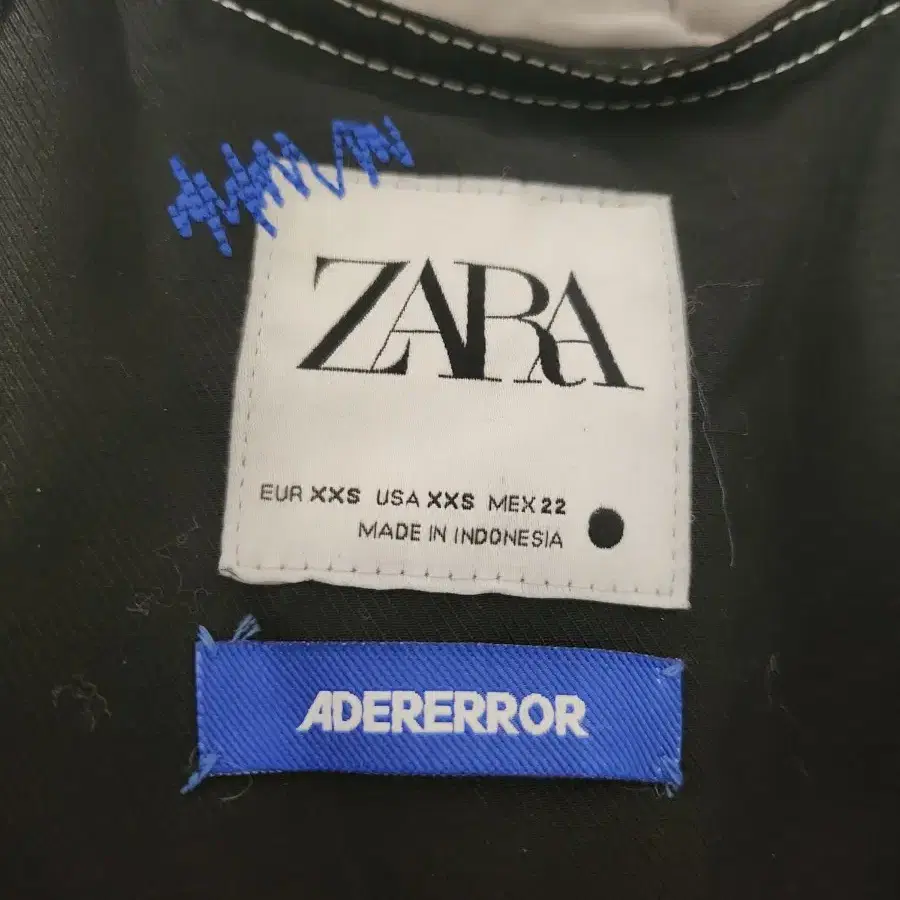 ZARA
EUR XXS USA XXS MEX 22
MADE IN INDONESIA
ADERERROR